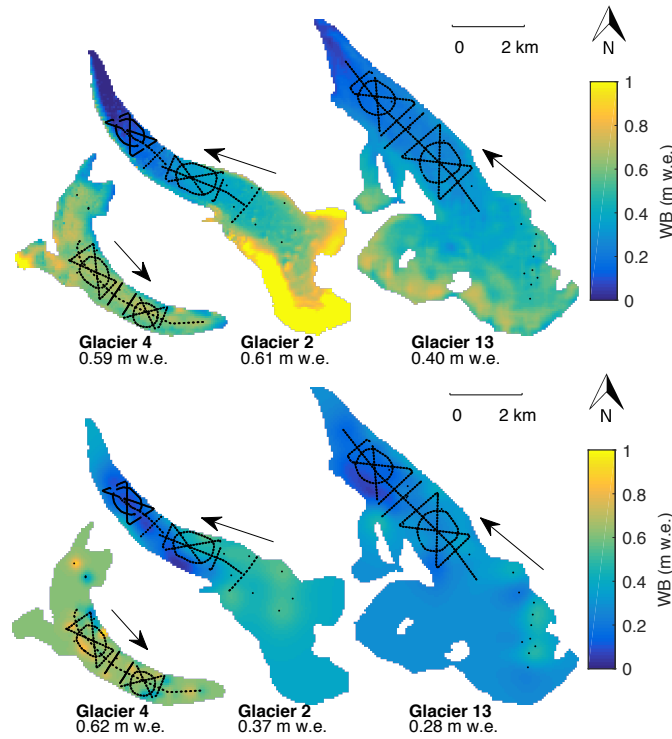 0 2 km
N
1
0.8
0.6
0.4
0.2
0
WB (m w.e.)
Glacier 4
0.59 m w.e.
Glacier 2
0.61 m w.e.
Glacier 13
0.40 m w.e.
0 2 km
N
1
0.8
0.6
0.4
0.2
0
WB (m w.e.)
Glacier 4
0.62 m w.e.
Glacier 2
0.37 m w.e.
Glacier 13
0.28 m w.e.